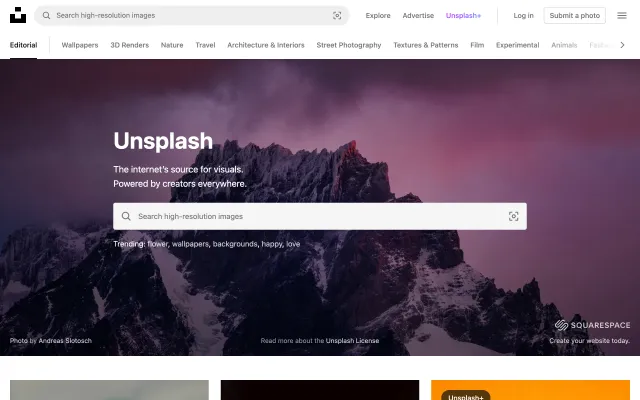 Search high-resolution images
Explore
Advertise
Unsplash+
Log in
Submit a photo
Editorial
Wallpapers
3D Renders
Nature
Travel
Architecture & Interiors
Street Photography
Textures & Patterns
Film
Experimental
Animals
Unsplash
The internet's source for visuals.
Powered by creators everywhere.
Search high-resolution images
Trending: flower, wallpapers, backgrounds, happy, love
SQUARESPACE
Photo by Andreas Slotosch
Read more about the Unsplash License
Create your website today.
Unsplash+